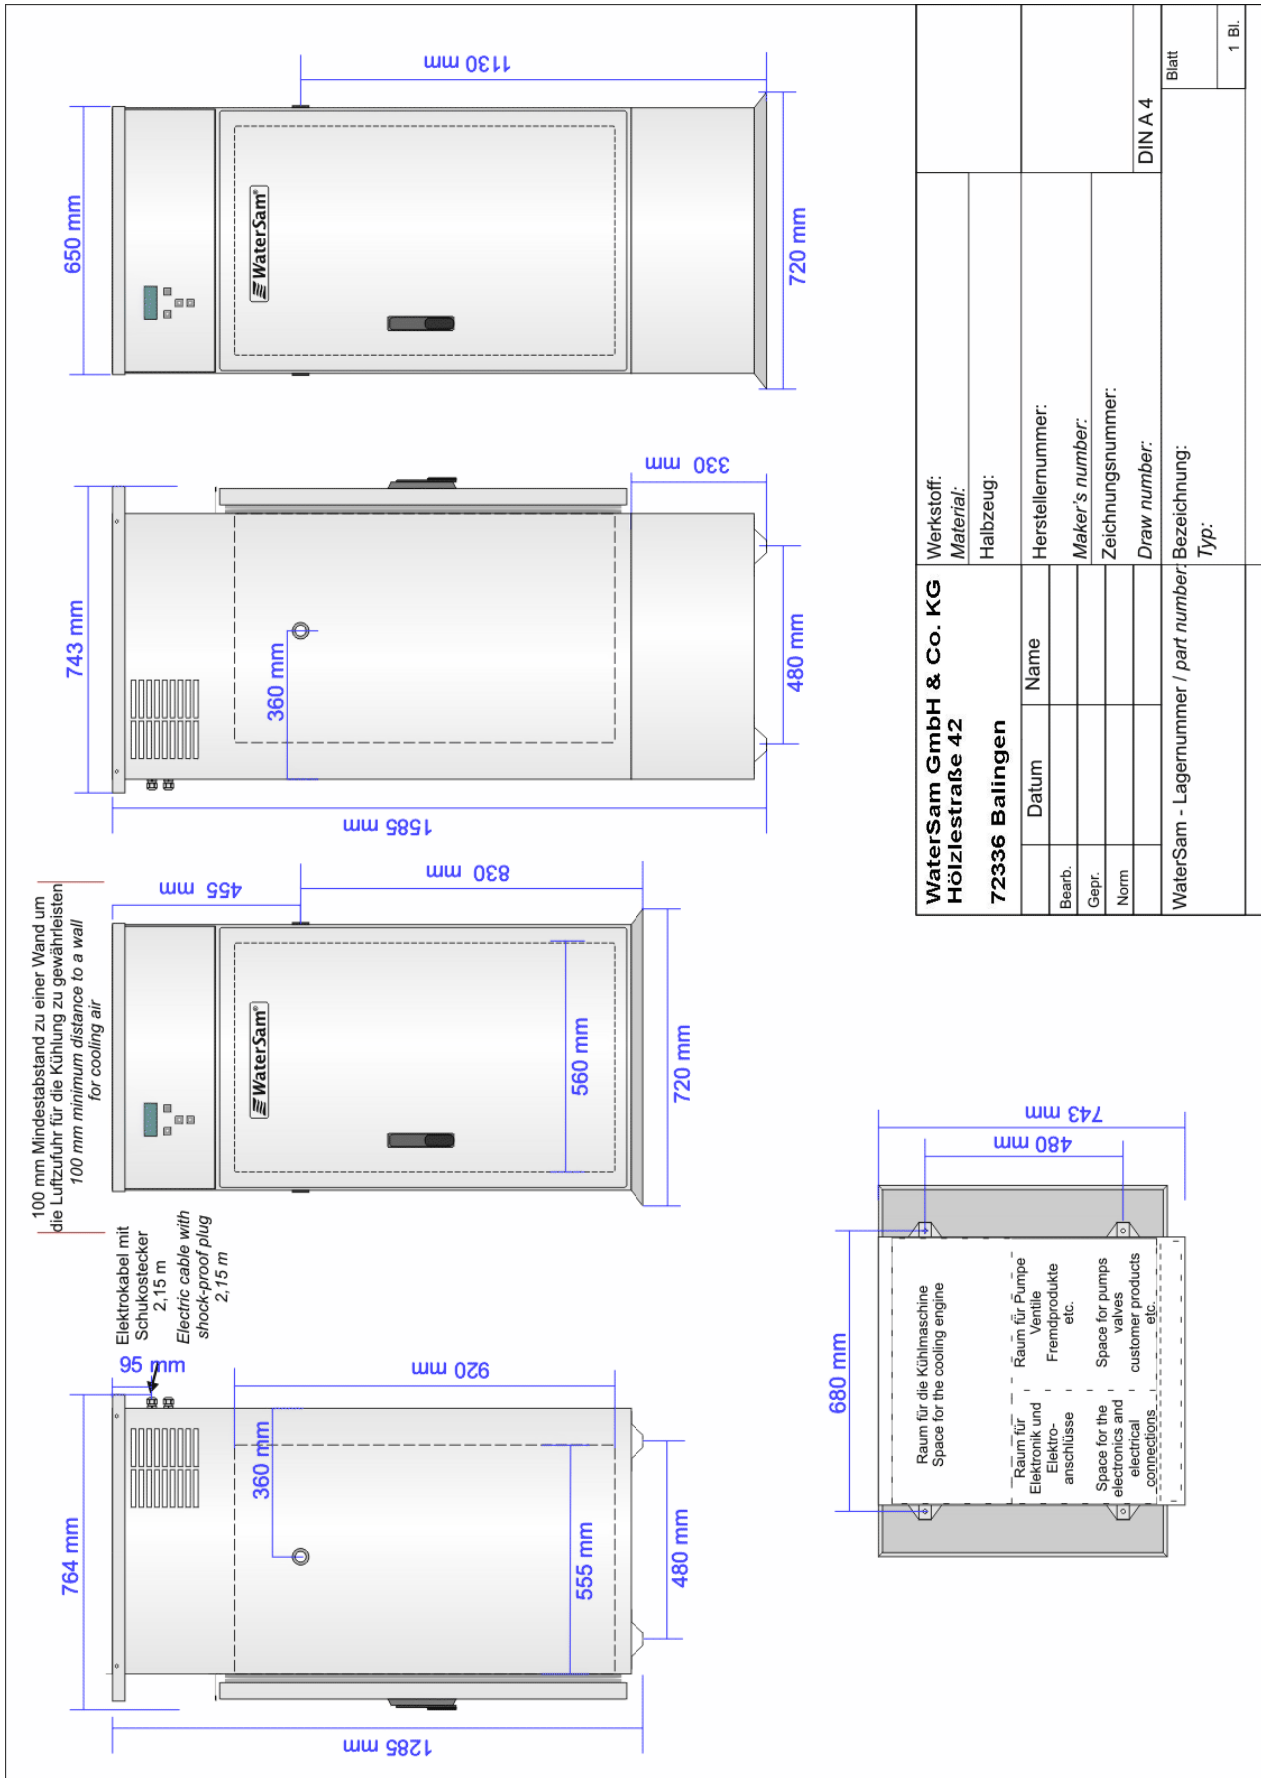 100 mm Mindestabstand zu einer Wand um
die Luftzufuhr für die Kühlung zu gewährleisten
100 mm minimum distance to a wall
for cooling air
Elektrokabel mit
Schukostecker
2,15 m
Electric cable with
shock-proof plug
2,15 m
764 mm
95 mm
360 mm
920 mm
555 mm
480 mm
1285 mm
455 mm
830 mm
WaterSam®
560 mm
720 mm
743 mm
360 mm
330 mm
480 mm
1585 mm
650 mm
1130 mm
WaterSam®
720 mm
680 mm
743 mm
480 mm
Raum für die Kühlmaschine
Space for the cooling engine
Raum für
Elektronik und
Elektro-
anschlüsse
Space for the
electronics and
electrical
connections
Raum für Pumpe
Ventile
Fremdprodukte
etc.
Space for pumps
valves
customer products
etc.
WaterSam GmbH & Co. KG
Hölzlestraße 42
72336 Balingen
Werkstoff:
Material:
Halbzeug:
Datum
Name
Bearb.
Gepr.
Norm
Herstellernummer:
Maker's number:
Zeichnungsnummer:
Draw number:
DIN A 4
WaterSam - Lagernummer / part number:
Bezeichnung:
Typ:
Blatt
1 Bl.